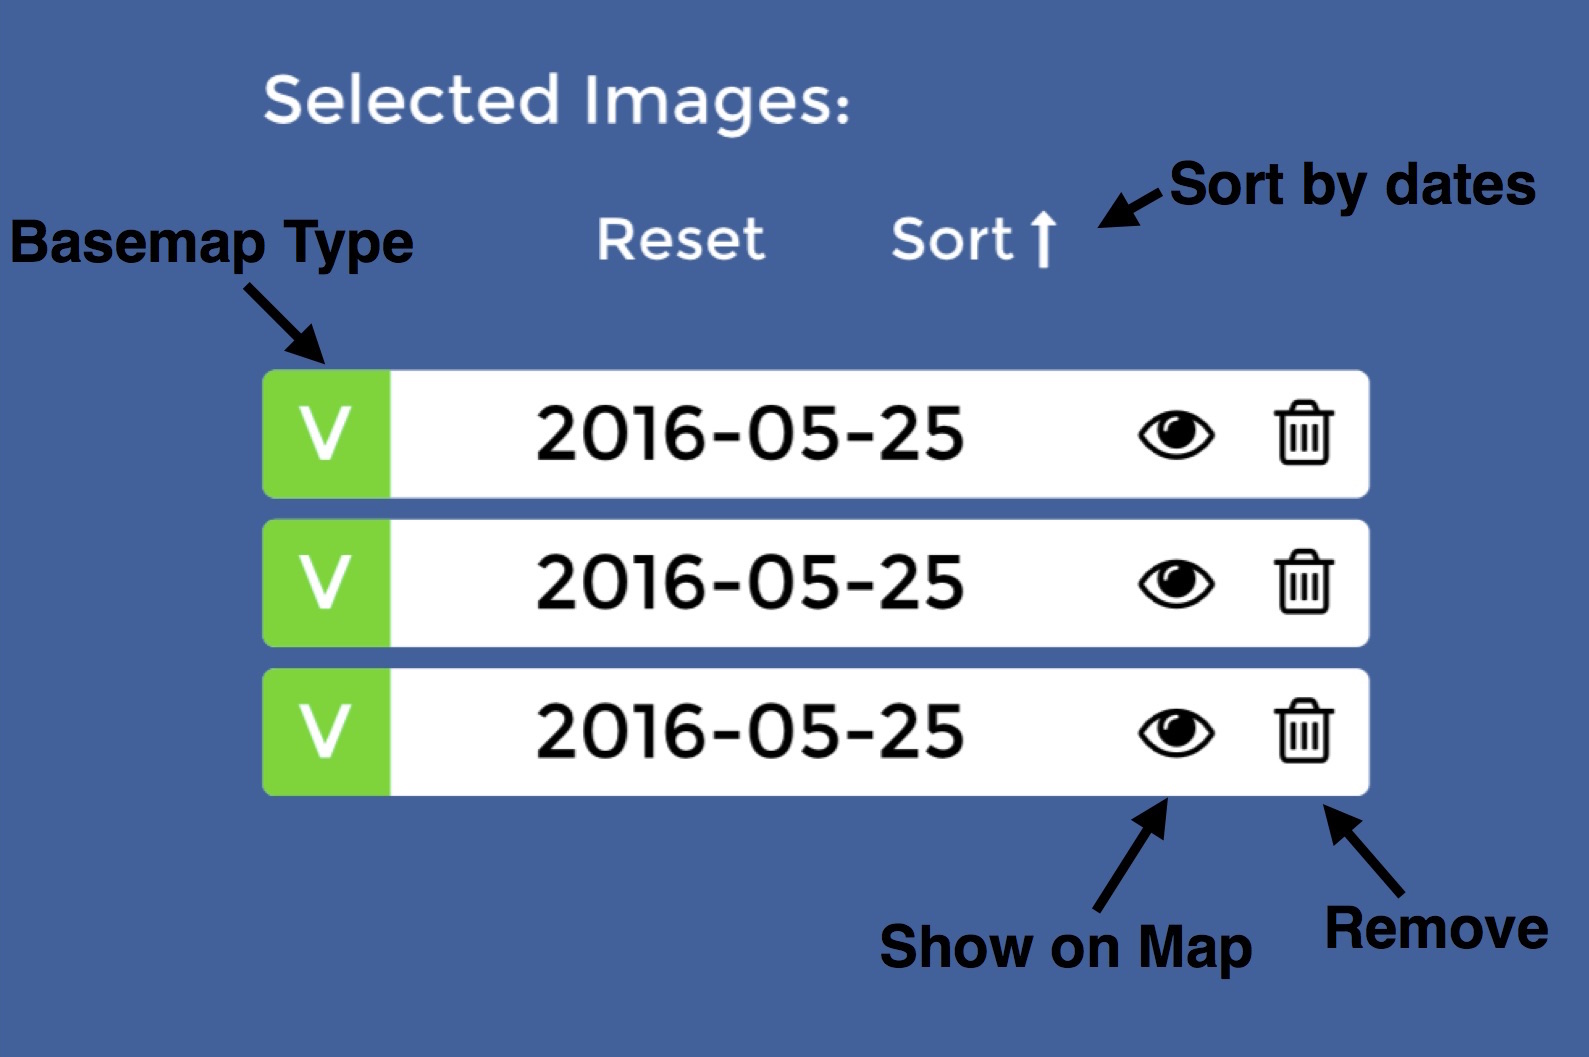 Selected Images:
Sort by dates
Basemap Type
Reset Sort↑
V 2016-05-25
V 2016-05-25
V 2016-05-25
Show on Map
Remove